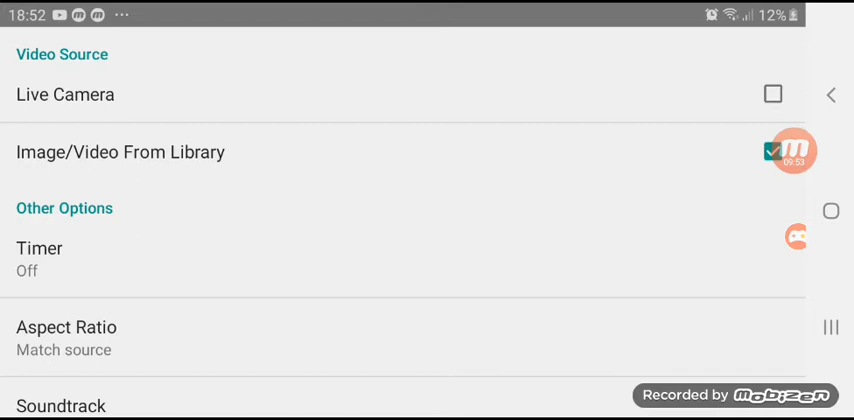 18:52 12%
Video Source
Live Camera
Image/Video From Library
09:53
Other Options
Timer
Off
Aspect Ratio
Match source
Soundtrack
Recorded by mobizen